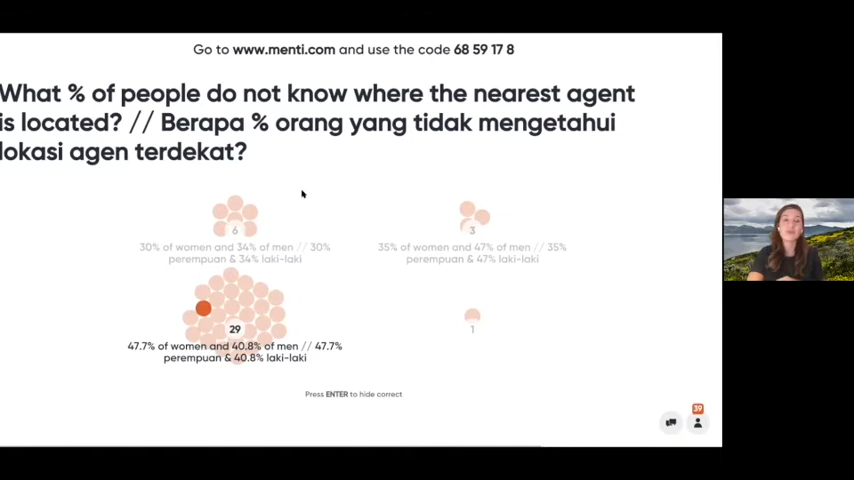 Go to www.menti.com and use the code 68 59 17 8
What % of people do not know where the nearest agent
is located? // Berapa % orang yang tidak mengetahui
lokasi agen terdekat?
6
30% of women and 34% of men // 30%
perempuan & 34% laki-laki
3
35% of women and 47% of men // 35%
perempuan & 47% laki-laki
29
47.7% of women and 40.8% of men // 47.7%
perempuan & 40.8% laki-laki
1
Press ENTER to hide correct
39